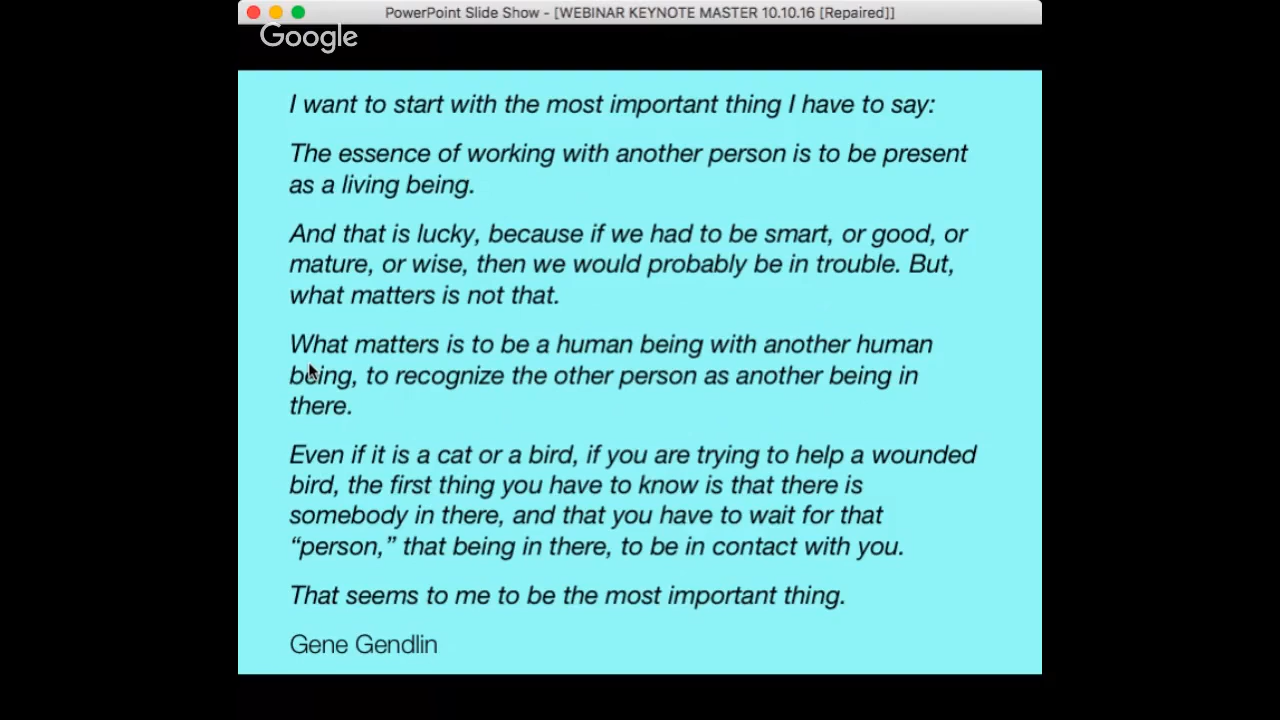 PowerPoint Slide Show - [WEBINAR KEYNOTE MASTER 10.10.16 [Repaired]]
Google
I want to start with the most important thing I have to say:
The essence of working with another person is to be present
as a living being.
And that is lucky, because if we had to be smart, or good, or
mature, or wise, then we would probably be in trouble. But,
what matters is not that.
What matters is to be a human being with another human
being, to recognize the other person as another being in
there.
Even if it is a cat or a bird, if you are trying to help a wounded
bird, the first thing you have to know is that there is
somebody in there, and that you have to wait for that
“person,” that being in there, to be in contact with you.
That seems to me to be the most important thing.
Gene Gendlin